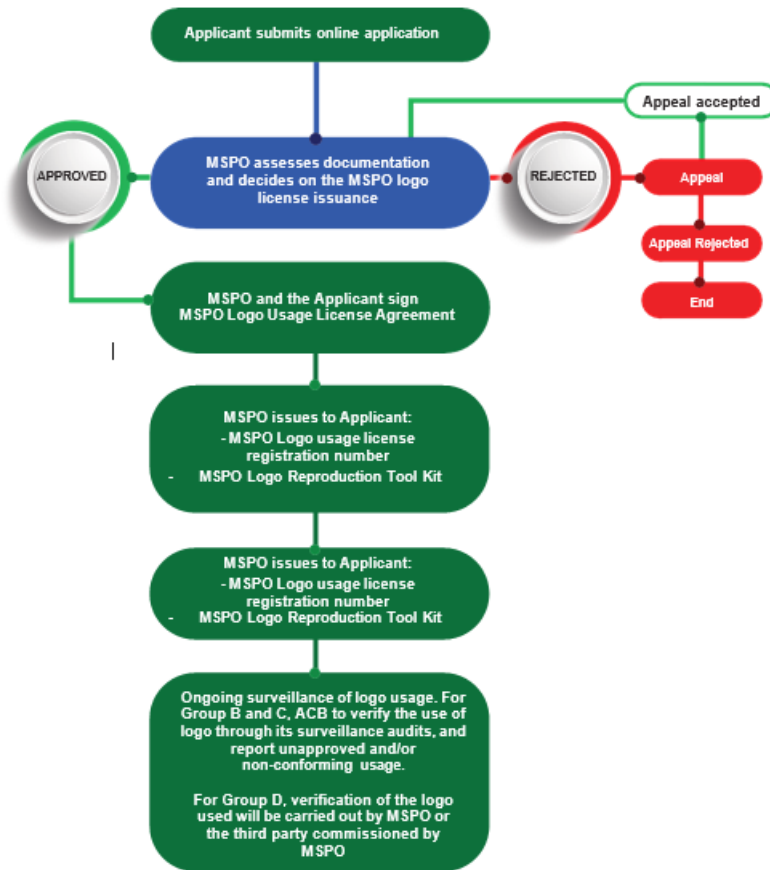 Applicant submits online application
Appeal accepted
MSPO assesses documentation
and decides on the MSPO logo
license issuance
APPROVED
REJECTED
Appeal
Appeal Rejected
End
MSPO and the Applicant sign
MSPO Logo Usage License Agreement
MSPO issues to Applicant:
- MSPO Logo usage license
registration number
- MSPO Logo Reproduction Tool Kit
MSPO issues to Applicant:
- MSPO Logo usage license
registration number
- MSPO Logo Reproduction Tool Kit
Ongoing surveillance of logo usage. For
Group B and C, ACB to verify the use of
logo through its surveillance audits, and
report unapproved and/or
non-conforming usage.
For Group D, verification of the logo
used will be carried out by MSPO or
the third party commissioned by
MSPO